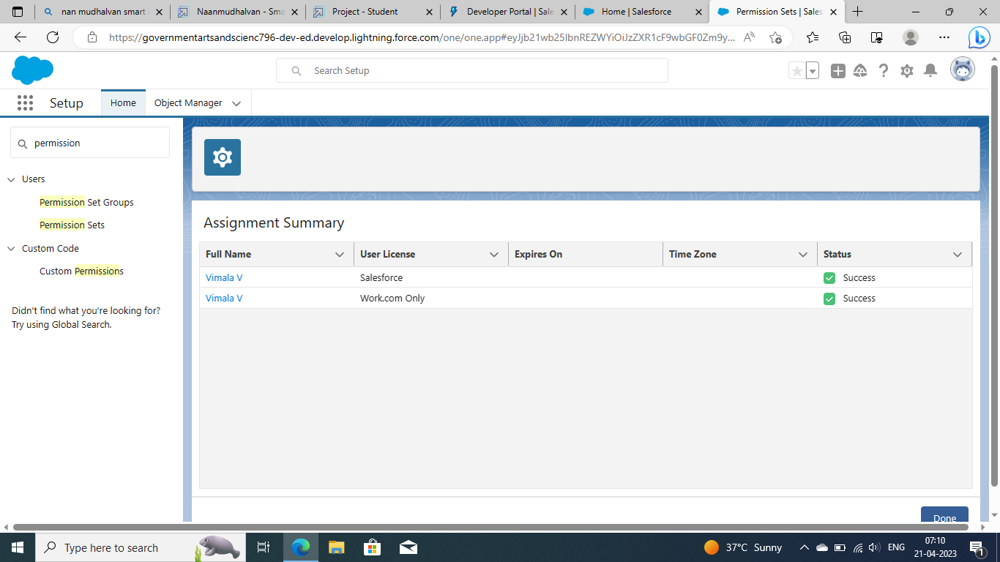 nan mudhalvan smart
Naanmudhalvan - Sma
Project - Student
Developer Portal | Sale
Home | Salesforce
Permission Sets | Sales
https://governmentartsandscienc796-dev-ed.develop.lightning.force.com/one/one.app#eyJjb21wb25lbnREZWYiOiJzZXR1cF9wbGF0Zm9y...
Search Setup
Setup
Home
Object Manager
permission
Users
Permission Set Groups
Permission Sets
Custom Code
Custom Permissions
Didn't find what you're looking for?
Try using Global Search.
Assignment Summary
Full Name User License Expires On Time Zone Status
Vimala V Salesforce Success
Vimala V Work.com Only Success
Done
Type here to search
37°C Sunny
ENG
07:10
21-04-2023
1